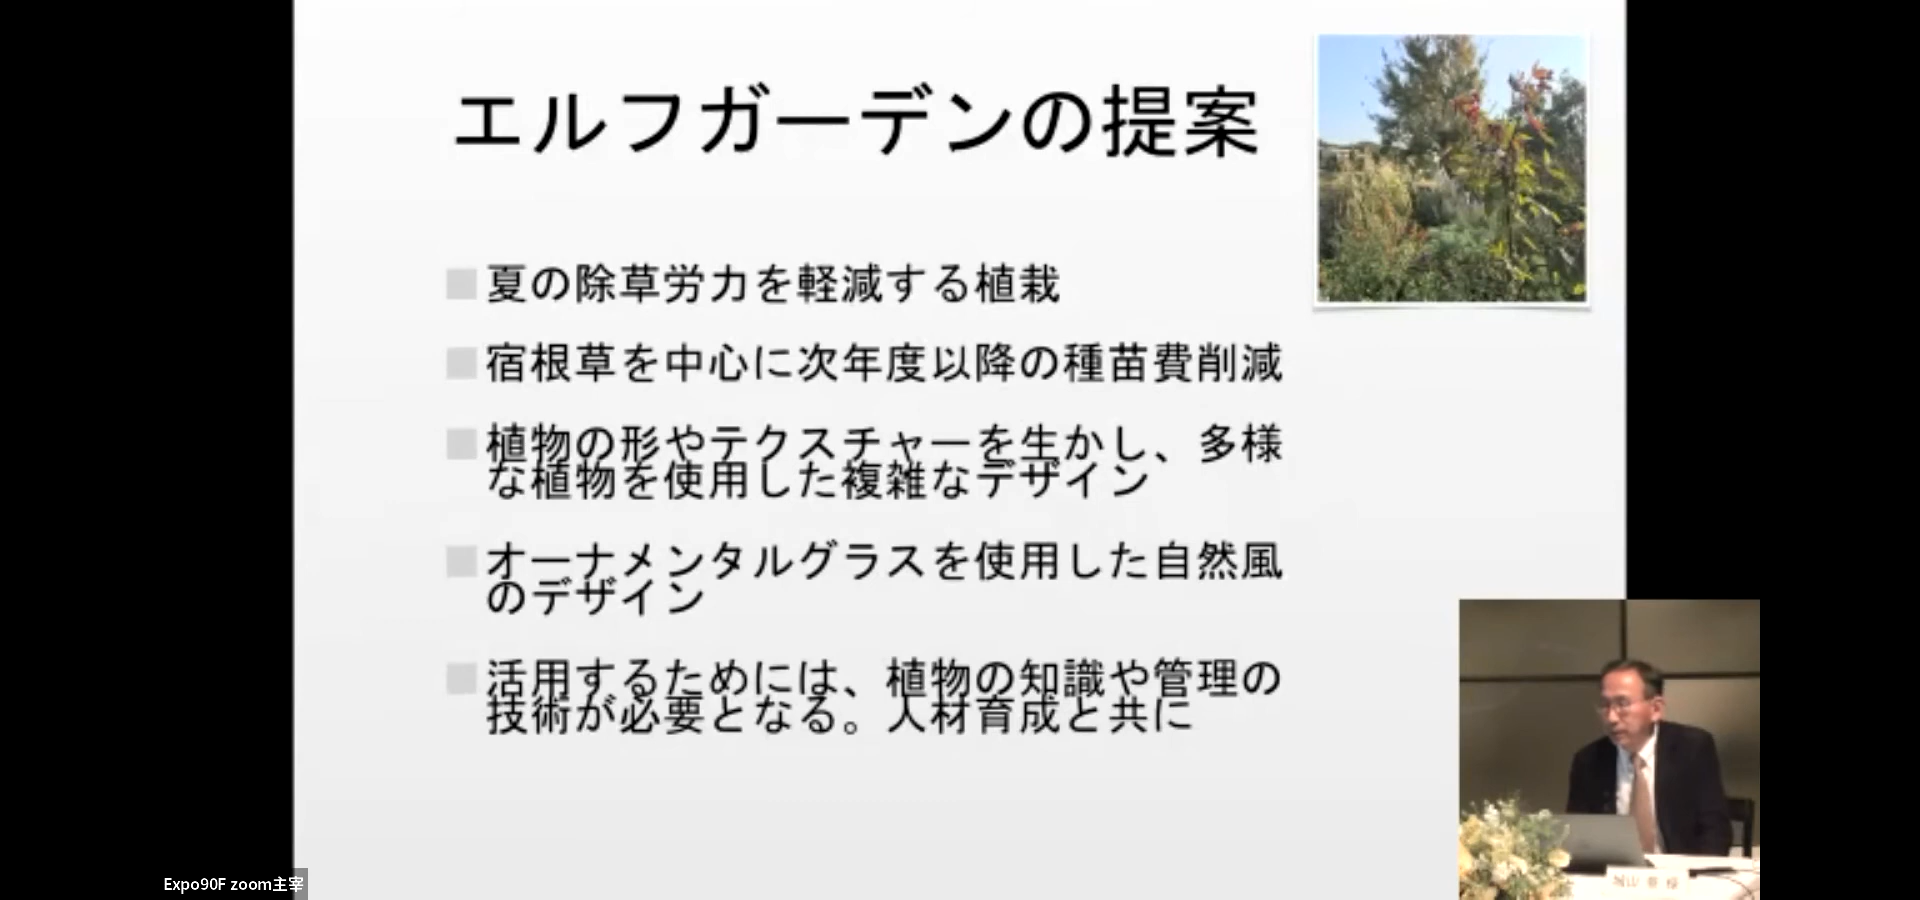 エルフガーデンの提案
夏の除草労力を軽減する植栽
宿根草を中心に次年度以降の種苗費削減
植物の形やテクスチャーを生かし、多様
な植物を使用した複雑なデザイン
オーナメンタルグラスを使用した自然風
のデザイン
活用するためには、植物の知識や管理の
技術が必要となる。人材育成と共に
Expo90F zoom主宰